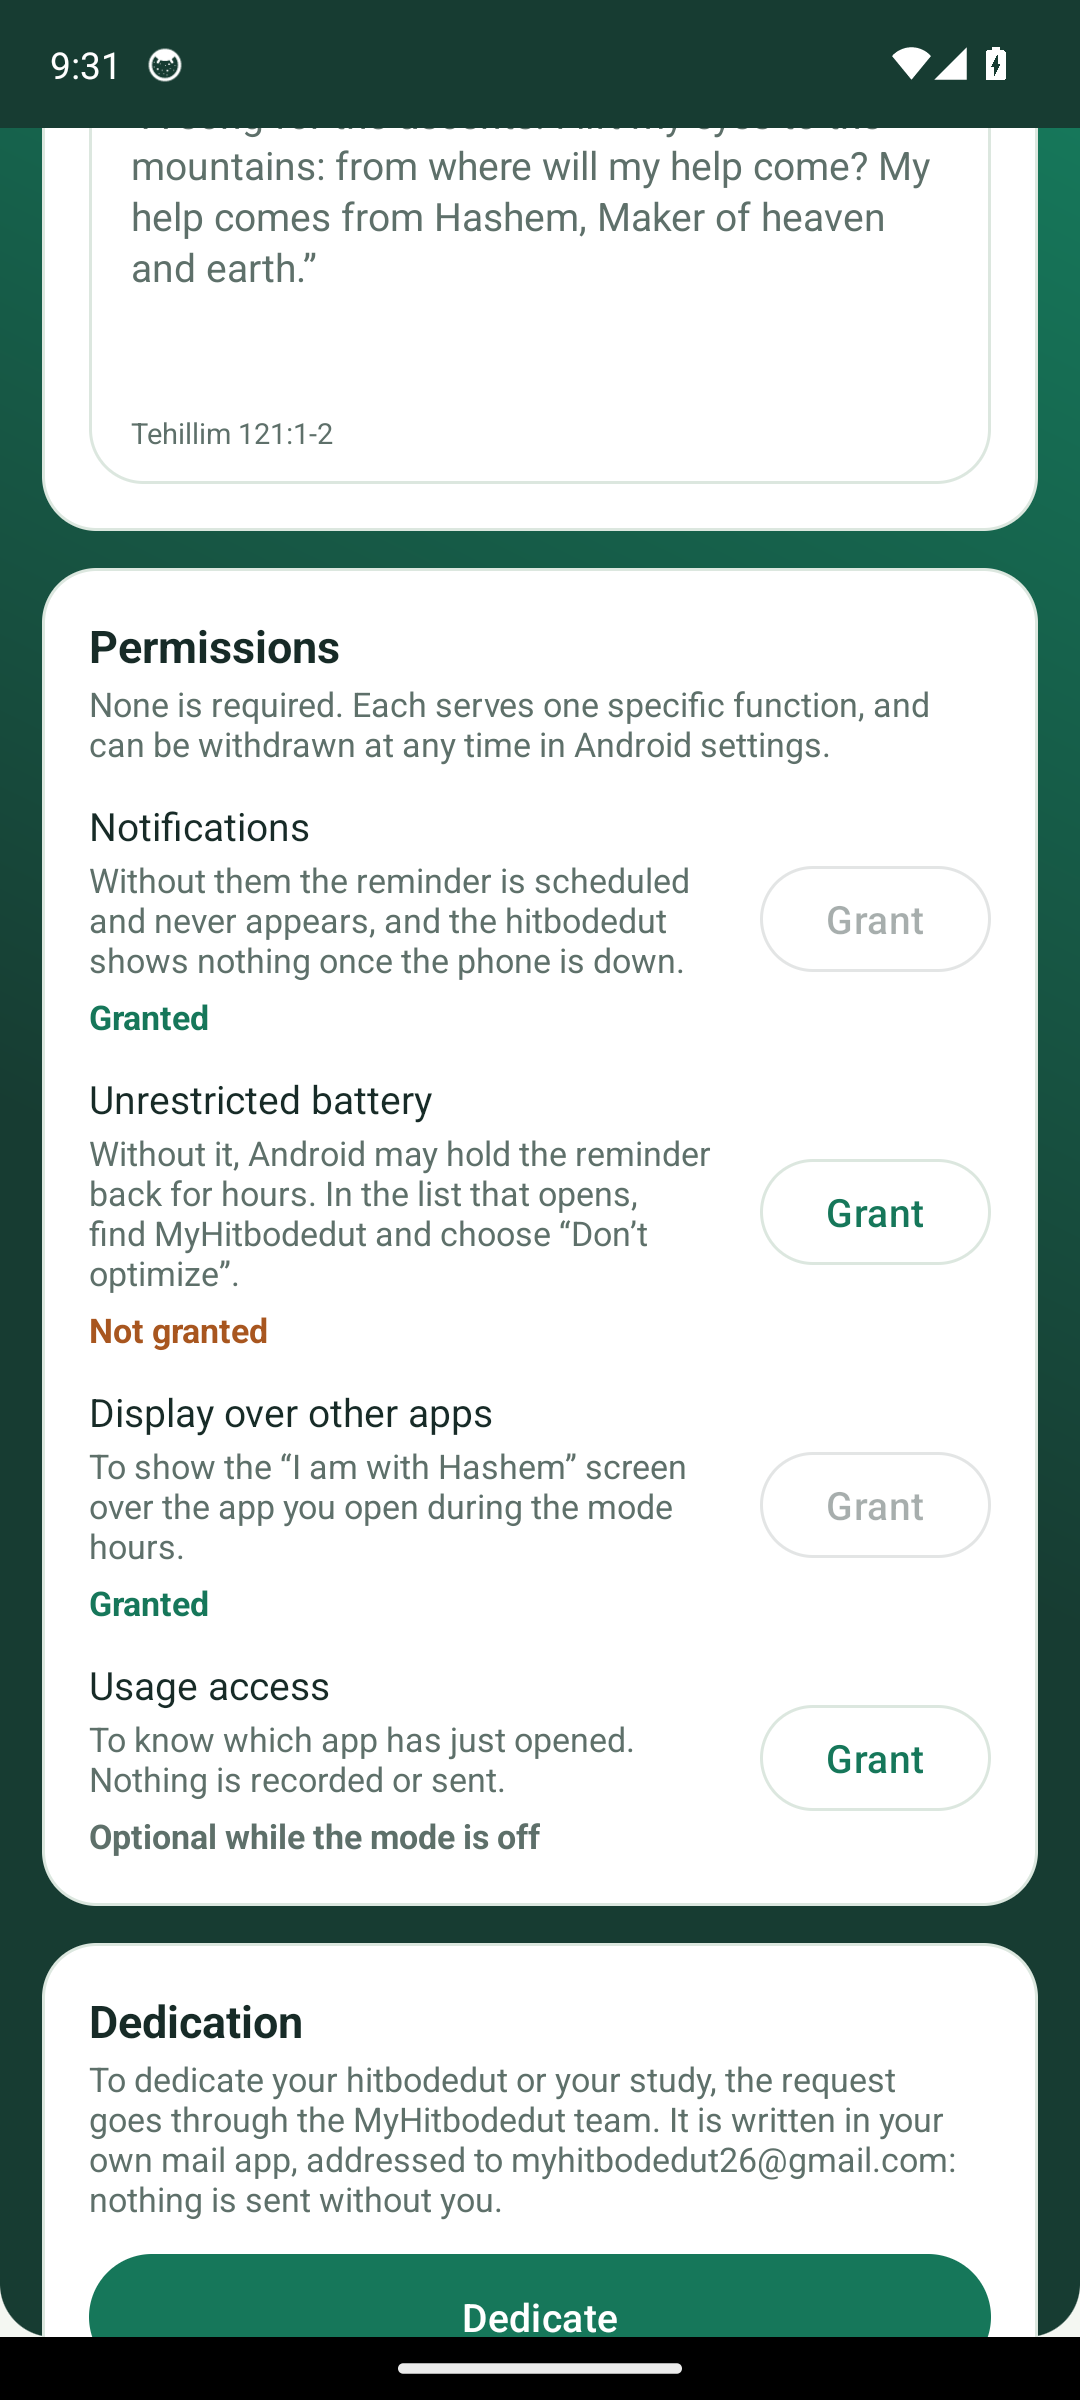 9:31
mountains: from where will my help come? My
help comes from Hashem, Maker of heaven
and earth.”
Tehillim 121:1-2
Permissions
None is required. Each serves one specific function, and
can be withdrawn at any time in Android settings.
Notifications
Without them the reminder is scheduled
and never appears, and the hitbodedut
shows nothing once the phone is down.
Grant
Granted
Unrestricted battery
Without it, Android may hold the reminder
back for hours. In the list that opens,
find MyHitbodedut and choose “Don’t
optimize”.
Grant
Not granted
Display over other apps
To show the “I am with Hashem” screen
over the app you open during the mode
hours.
Grant
Granted
Usage access
To know which app has just opened.
Nothing is recorded or sent.
Grant
Optional while the mode is off
Dedication
To dedicate your hitbodedut or your study, the request
goes through the MyHitbodedut team. It is written in your
own mail app, addressed to myhitbodedut26@gmail.com:
nothing is sent without you.
Dedicate